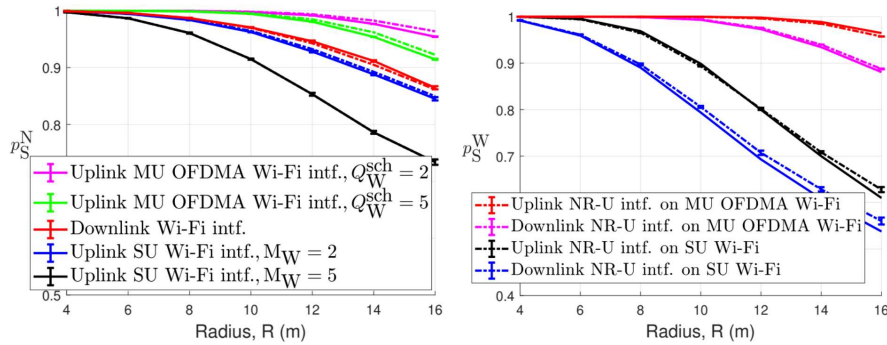 1
0.9
0.8
p_S^N
Uplink MU OFDMA Wi-Fi intf., Q_W^sch = 2
Uplink MU OFDMA Wi-Fi intf., Q_W^sch = 5
Downlink Wi-Fi intf.
Uplink SU Wi-Fi intf., M_W = 2
Uplink SU Wi-Fi intf., M_W = 5
0.5
4 6 8 10 12 14 16
Radius, R (m)
1
0.9
0.8
0.7
p_S^W
Uplink NR-U intf. on MU OFDMA Wi-Fi
Downlink NR-U intf. on MU OFDMA Wi-Fi
Uplink NR-U intf. on SU Wi-Fi
Downlink NR-U intf. on SU Wi-Fi
0.4
4 6 8 10 12 14 16
Radius, R (m)